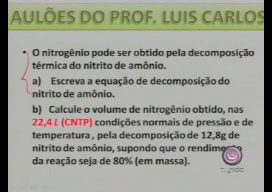 AULÕES DO PROF. LUIS CARLOS
• O nitrogênio pode ser obtido pela decomposição
térmica do nitrito de amônio.
a) Escreva a equação de decomposição do
nitrito de amônio.
b) Calcule o volume de nitrogênio obtido, nas
22,4 L (CNTP) condições normais de pressão e de
temperatura, pela decomposição de 12,8g de
nitrito de amônio, supondo que o rendimento
da reação seja de 80% (em massa).